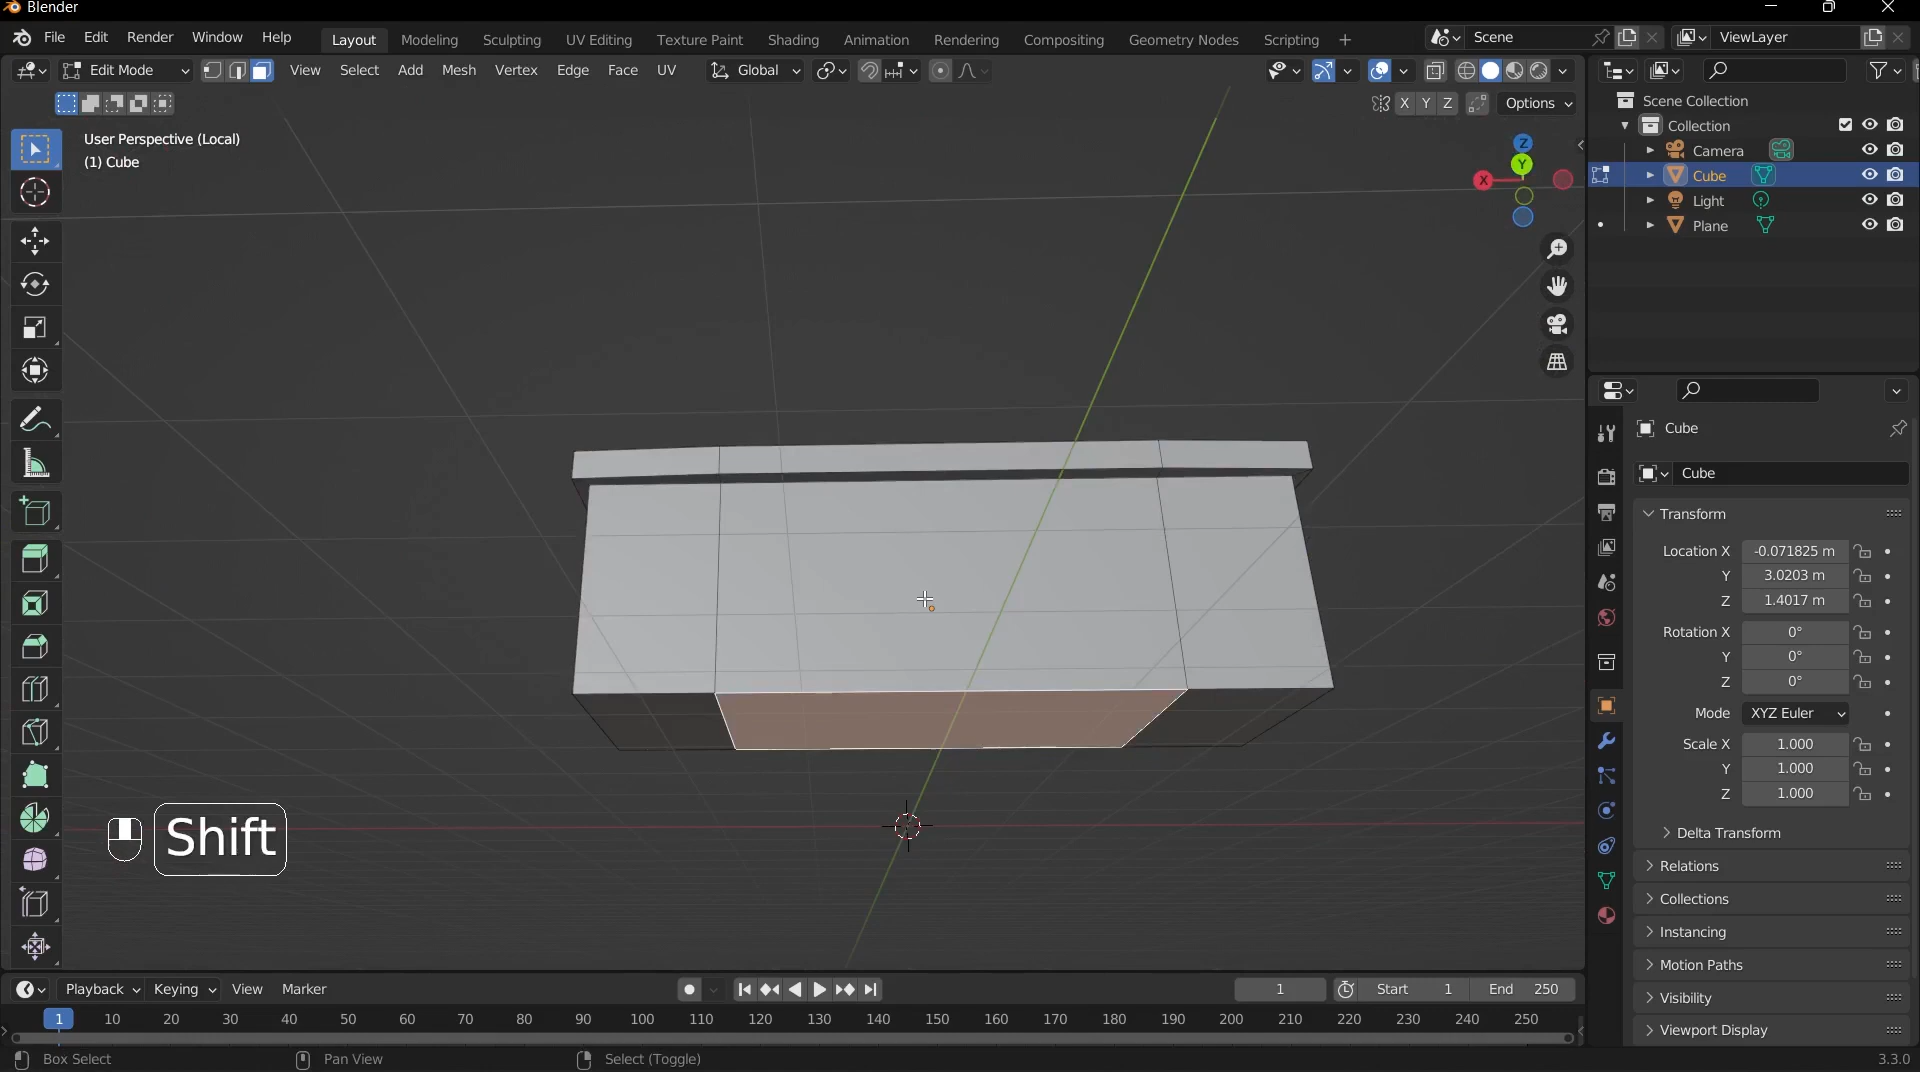 Blender
File Edit Render Window Help Layout Modeling Sculpting UV Editing Texture Paint Shading Animation Rendering Compositing Geometry Nodes Scripting + Scene ViewLayer
Edit Mode View Select Add Mesh Vertex Edge Face UV Global
X Y Z Options
User Perspective (Local)
(1) Cube
Z
Y
X
Scene Collection
Collection
Camera
Cube
Light
Plane
Cube
Cube
Transform
Location X -0.071825 m
Y 3.0203 m
Z 1.4017 m
Rotation X 0°
Y 0°
Z 0°
Mode XYZ Euler
Scale X 1.000
Y 1.000
Z 1.000
Delta Transform
Relations
Collections
Instancing
Motion Paths
Visibility
Viewport Display
Shift
Playback Keying View Marker 1 Start 1 End 250
1 10 20 30 40 50 60 70 80 90 100 110 120 130 140 150 160 170 180 190 200 210 220 230 240 250
Box Select Pan View Select (Toggle) 3.3.0